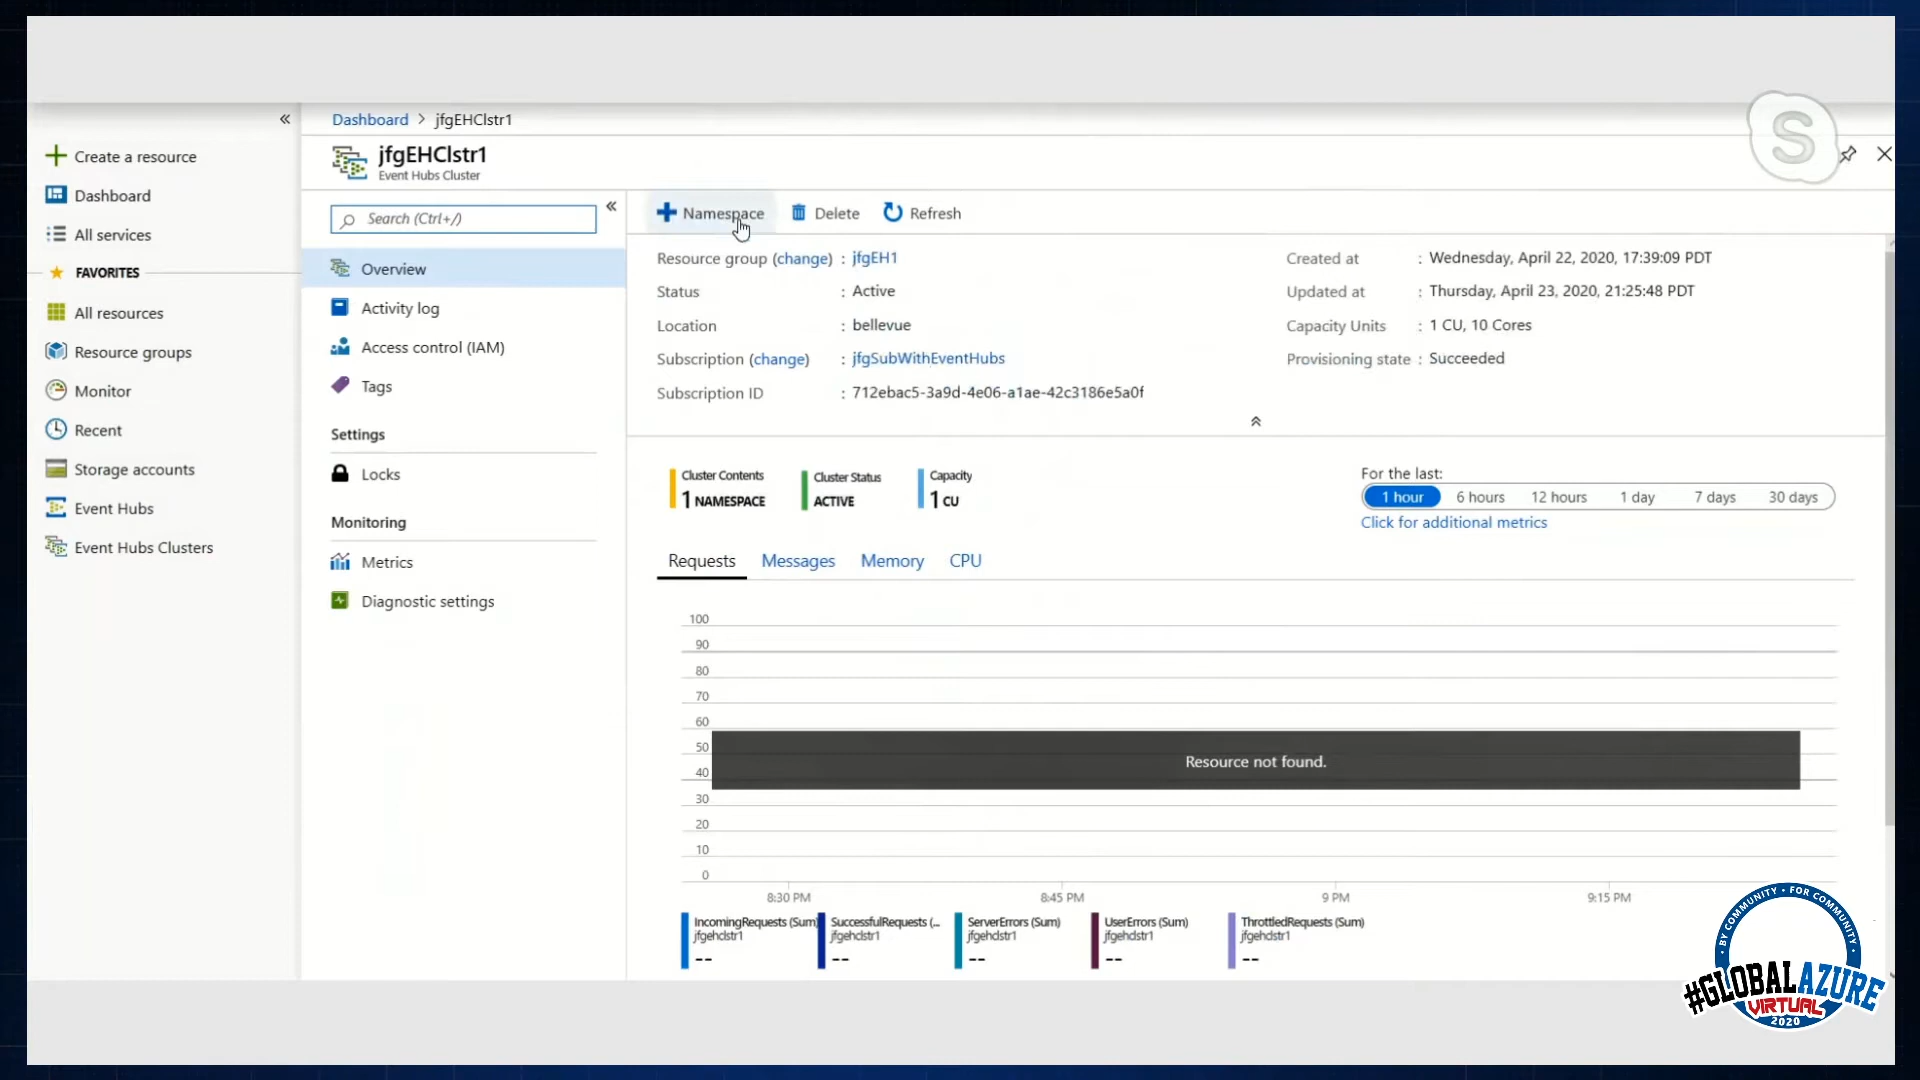 Dashboard > jfgEHClstr1
jfgEHClstr1
Event Hubs Cluster
Create a resource
Dashboard
All services
FAVORITES
All resources
Resource groups
Monitor
Recent
Storage accounts
Event Hubs
Event Hubs Clusters
Search (Ctrl+/)
Overview
Activity log
Access control (IAM)
Tags
Settings
Locks
Monitoring
Metrics
Diagnostic settings
Namespace Delete Refresh
Resource group (change) : jfgEH1
Status : Active
Location : bellevue
Subscription (change) : jfgSubWithEventHubs
Subscription ID : 712ebac5-3a9d-4e06-a1ae-42c3186e5a0f
Created at : Wednesday, April 22, 2020, 17:39:09 PDT
Updated at : Thursday, April 23, 2020, 21:25:48 PDT
Capacity Units : 1 CU, 10 Cores
Provisioning state : Succeeded
Cluster Contents
1 NAMESPACE
Cluster Status
ACTIVE
Capacity
1 CU
For the last:
1 hour 6 hours 12 hours 1 day 7 days 30 days
Click for additional metrics
Requests Messages Memory CPU
100
90
80
70
60
50
40
30
20
10
0
Resource not found.
8:30 PM 8:45 PM 9 PM 9:15 PM
IncomingRequests (Sum)
jfgehclstr1
--
SuccessfulRequests (...
jfgehclstr1
--
ServerErrors (Sum)
jfgehclstr1
--
UserErrors (Sum)
jfgehclstr1
--
ThrottledRequests (Sum)
jfgehclstr1
--
S
BY COMMUNITY • FOR COMMUNITY
#GLOBALAZURE
VIRTUAL
2020